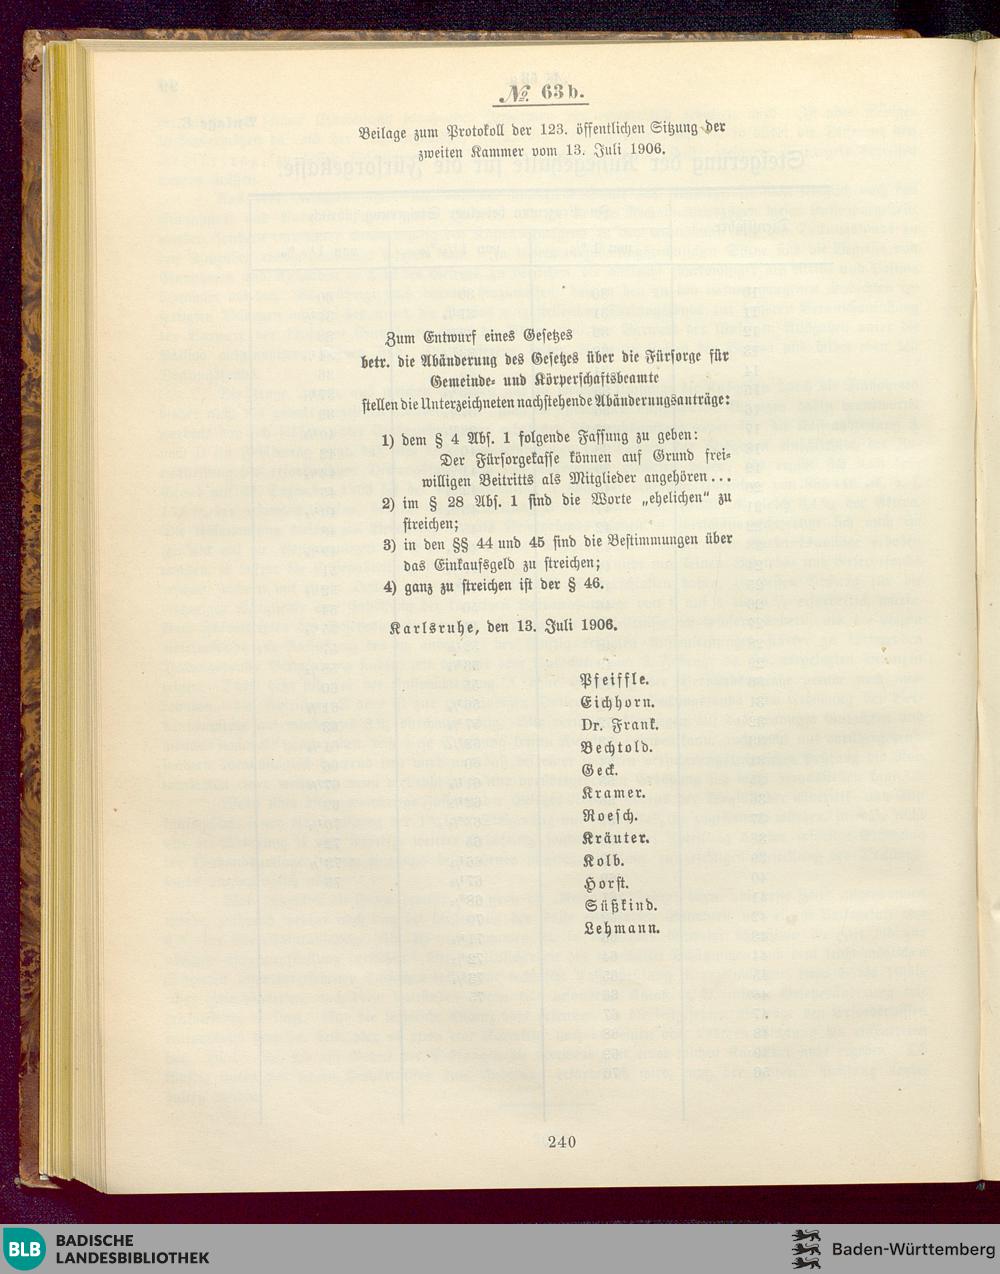 № 63 b.
Beilage zum Protokoll der 123. öffentlichen Sitzung der
zweiten Kammer vom 13. Juli 1906.
Zum Entwurf eines Gesetzes
betr. die Abänderung des Gesetzes über die Fürsorge für
Gemeinde- und Körperschaftsbeamte
stellen die Unterzeichneten nachstehende Abänderungsanträge:
1) dem § 4 Abs. 1 folgende Fassung zu geben:
Der Fürsorgekasse können auf Grund frei-
willigen Beitritts als Mitglieder angehören...
2) im § 28 Abs. 1 sind die Worte „ehelichen“ zu
streichen;
3) in den §§ 44 und 45 sind die Bestimmungen über
das Einkaufsgeld zu streichen;
4) ganz zu streichen ist der § 46.
Karlsruhe, den 13. Juli 1906.
Pfeiffle.
Eichhorn.
Dr. Frank.
Bechtold.
Geck.
Kramer.
Roesch.
Kräuter.
Kolb.
Horst.
Süßkind.
Lehmann.
240
BLB BADISCHE
LANDESBIBLIOTHEK
Baden-Württemberg